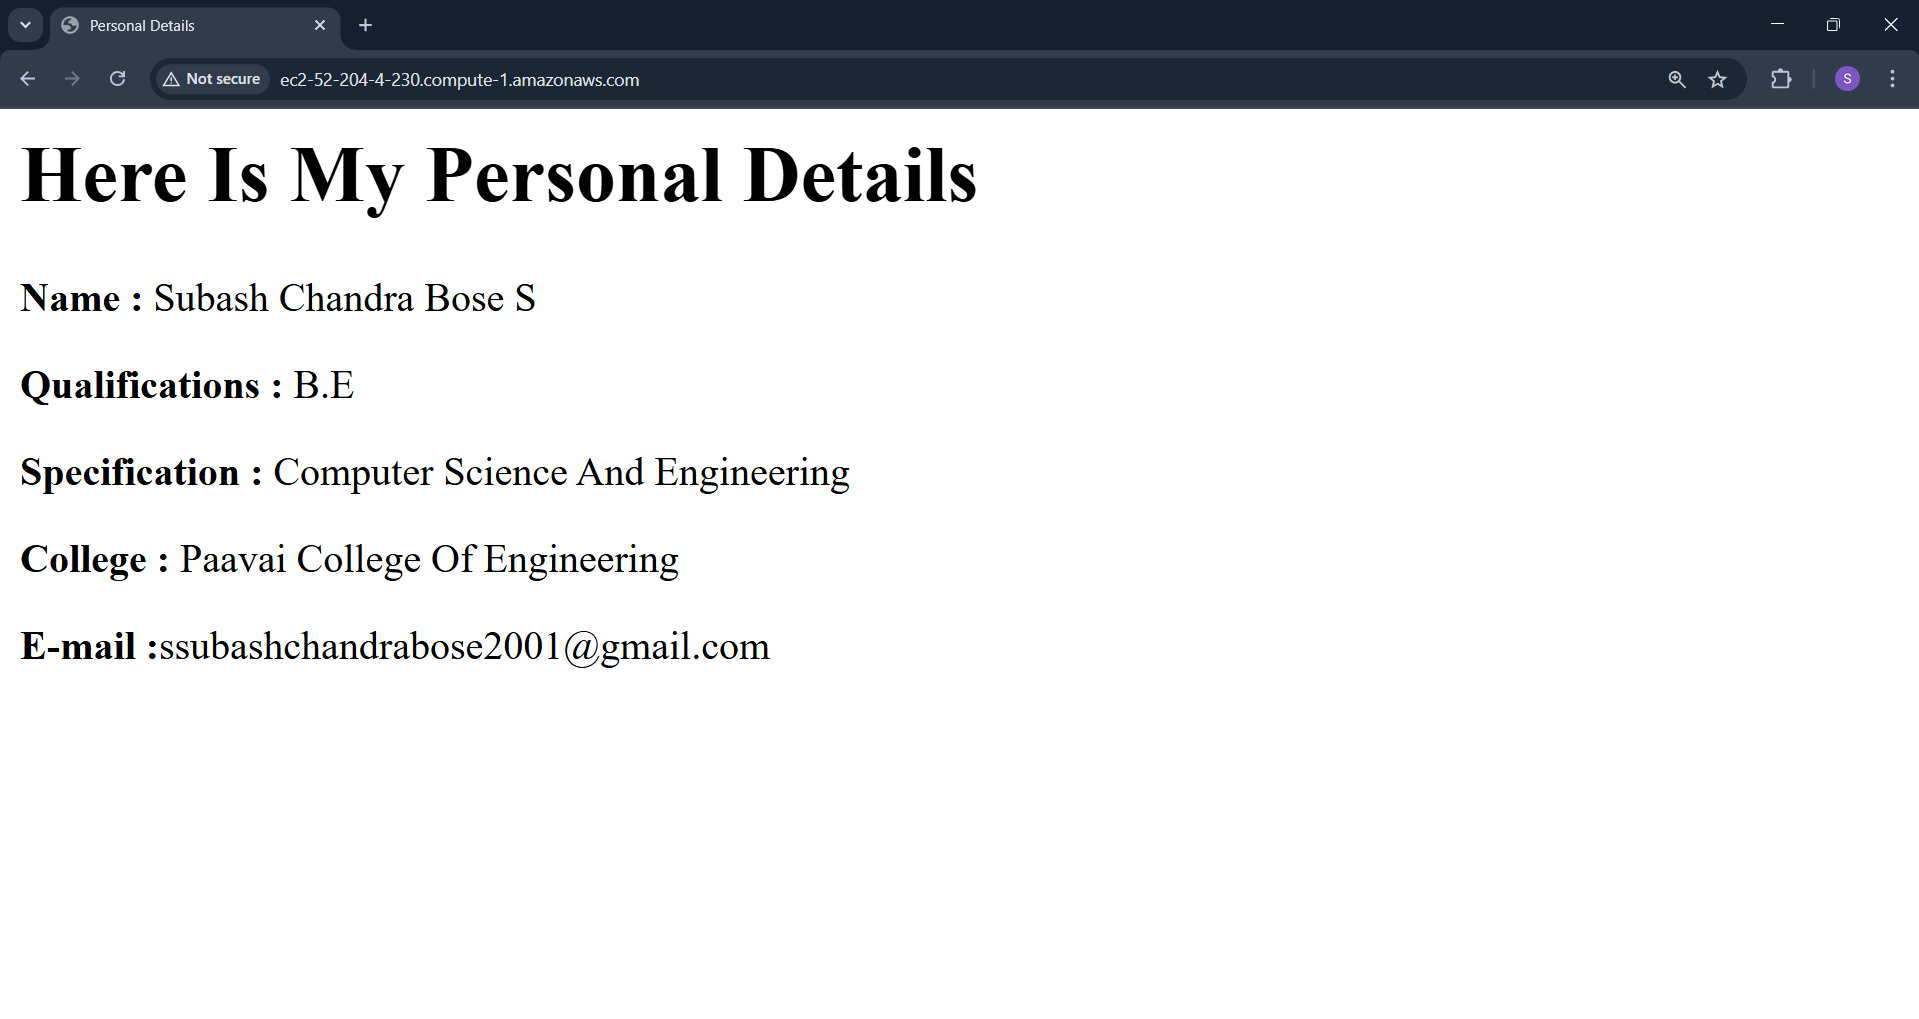 Personal Details
Not secure
ec2-52-204-4-230.compute-1.amazonaws.com
S
Here Is My Personal Details
Name : Subash Chandra Bose S
Qualifications : B.E
Specification : Computer Science And Engineering
College : Paavai College Of Engineering
E-mail :ssubashchandrabose2001@gmail.com